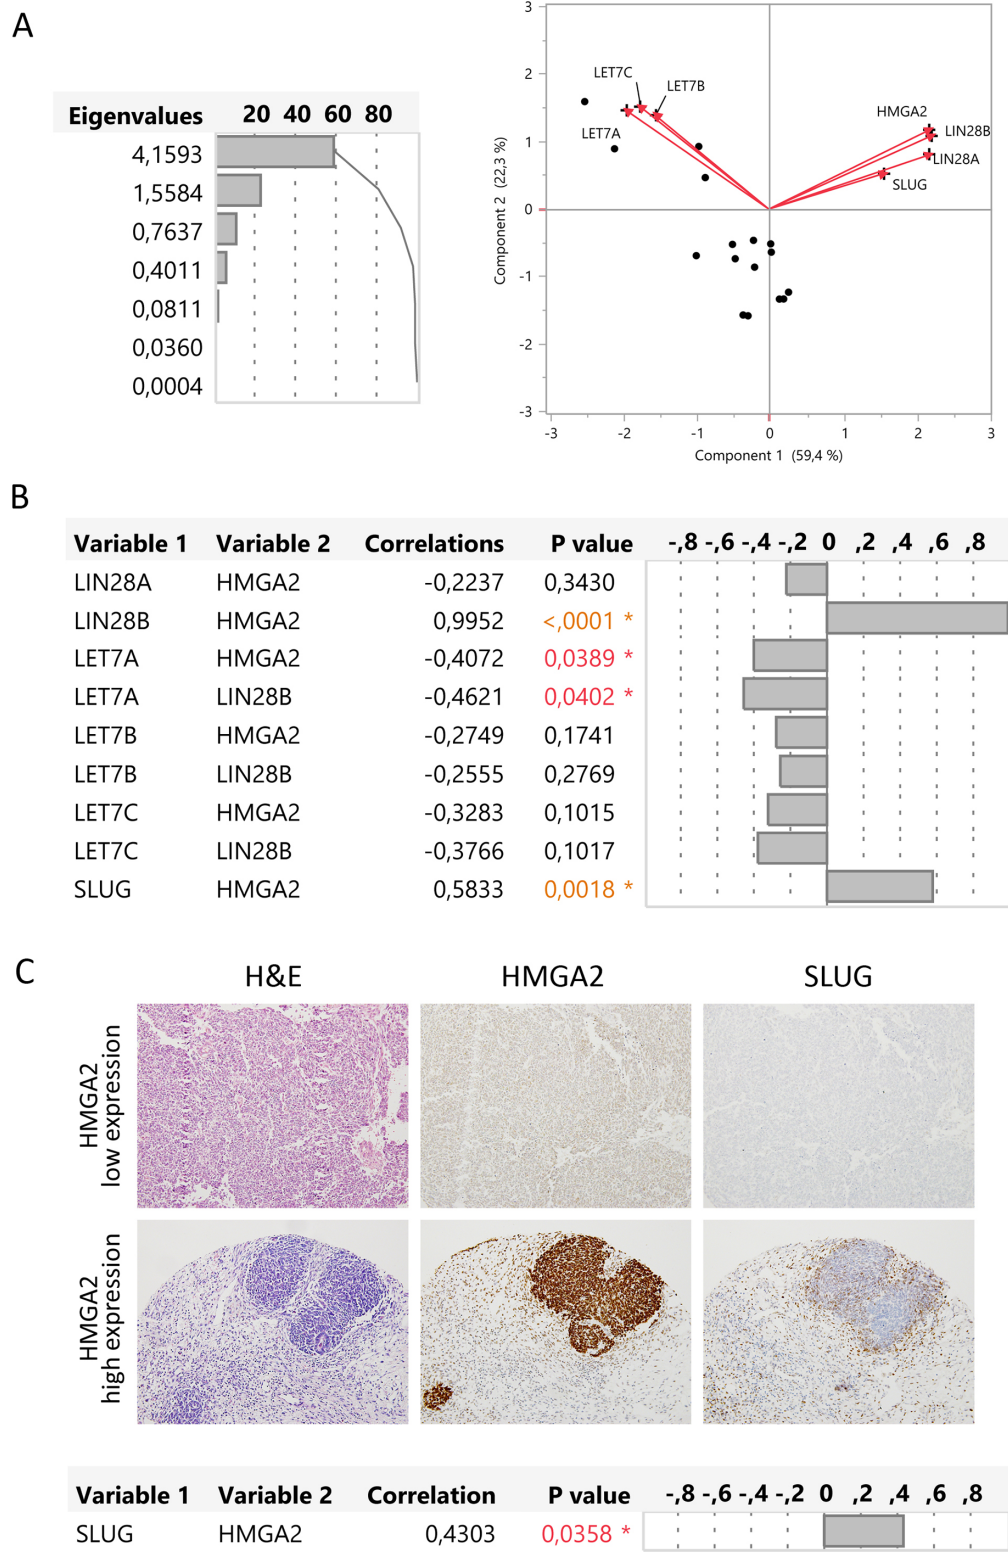 A
Eigenvalues 20 40 60 80
4,1593
1,5584
0,7637
0,4011
0,0811
0,0360
0,0004
3
2
1
0
-1
-2
-3
Component 2 (22,3 %)
LET7C
LET7B
LET7A
HMGA2
LIN28B
LIN28A
SLUG
-3 -2 -1 0 1 2 3
Component 1 (59,4 %)
B
Variable 1 Variable 2 Correlations P value -,8 -,6 -,4 -,2 0 ,2 ,4 ,6 ,8
LIN28A HMGA2 -0,2237 0,3430
LIN28B HMGA2 0,9952 <,0001 *
LET7A HMGA2 -0,4072 0,0389 *
LET7A LIN28B -0,4621 0,0402 *
LET7B HMGA2 -0,2749 0,1741
LET7B LIN28B -0,2555 0,2769
LET7C HMGA2 -0,3283 0,1015
LET7C LIN28B -0,3766 0,1017
SLUG HMGA2 0,5833 0,0018 *
C
H&E HMGA2 SLUG
HMGA2
low expression
HMGA2
high expression
Variable 1 Variable 2 Correlation P value -,8 -,6 -,4 -,2 0 ,2 ,4 ,6 ,8
SLUG HMGA2 0,4303 0,0358 *